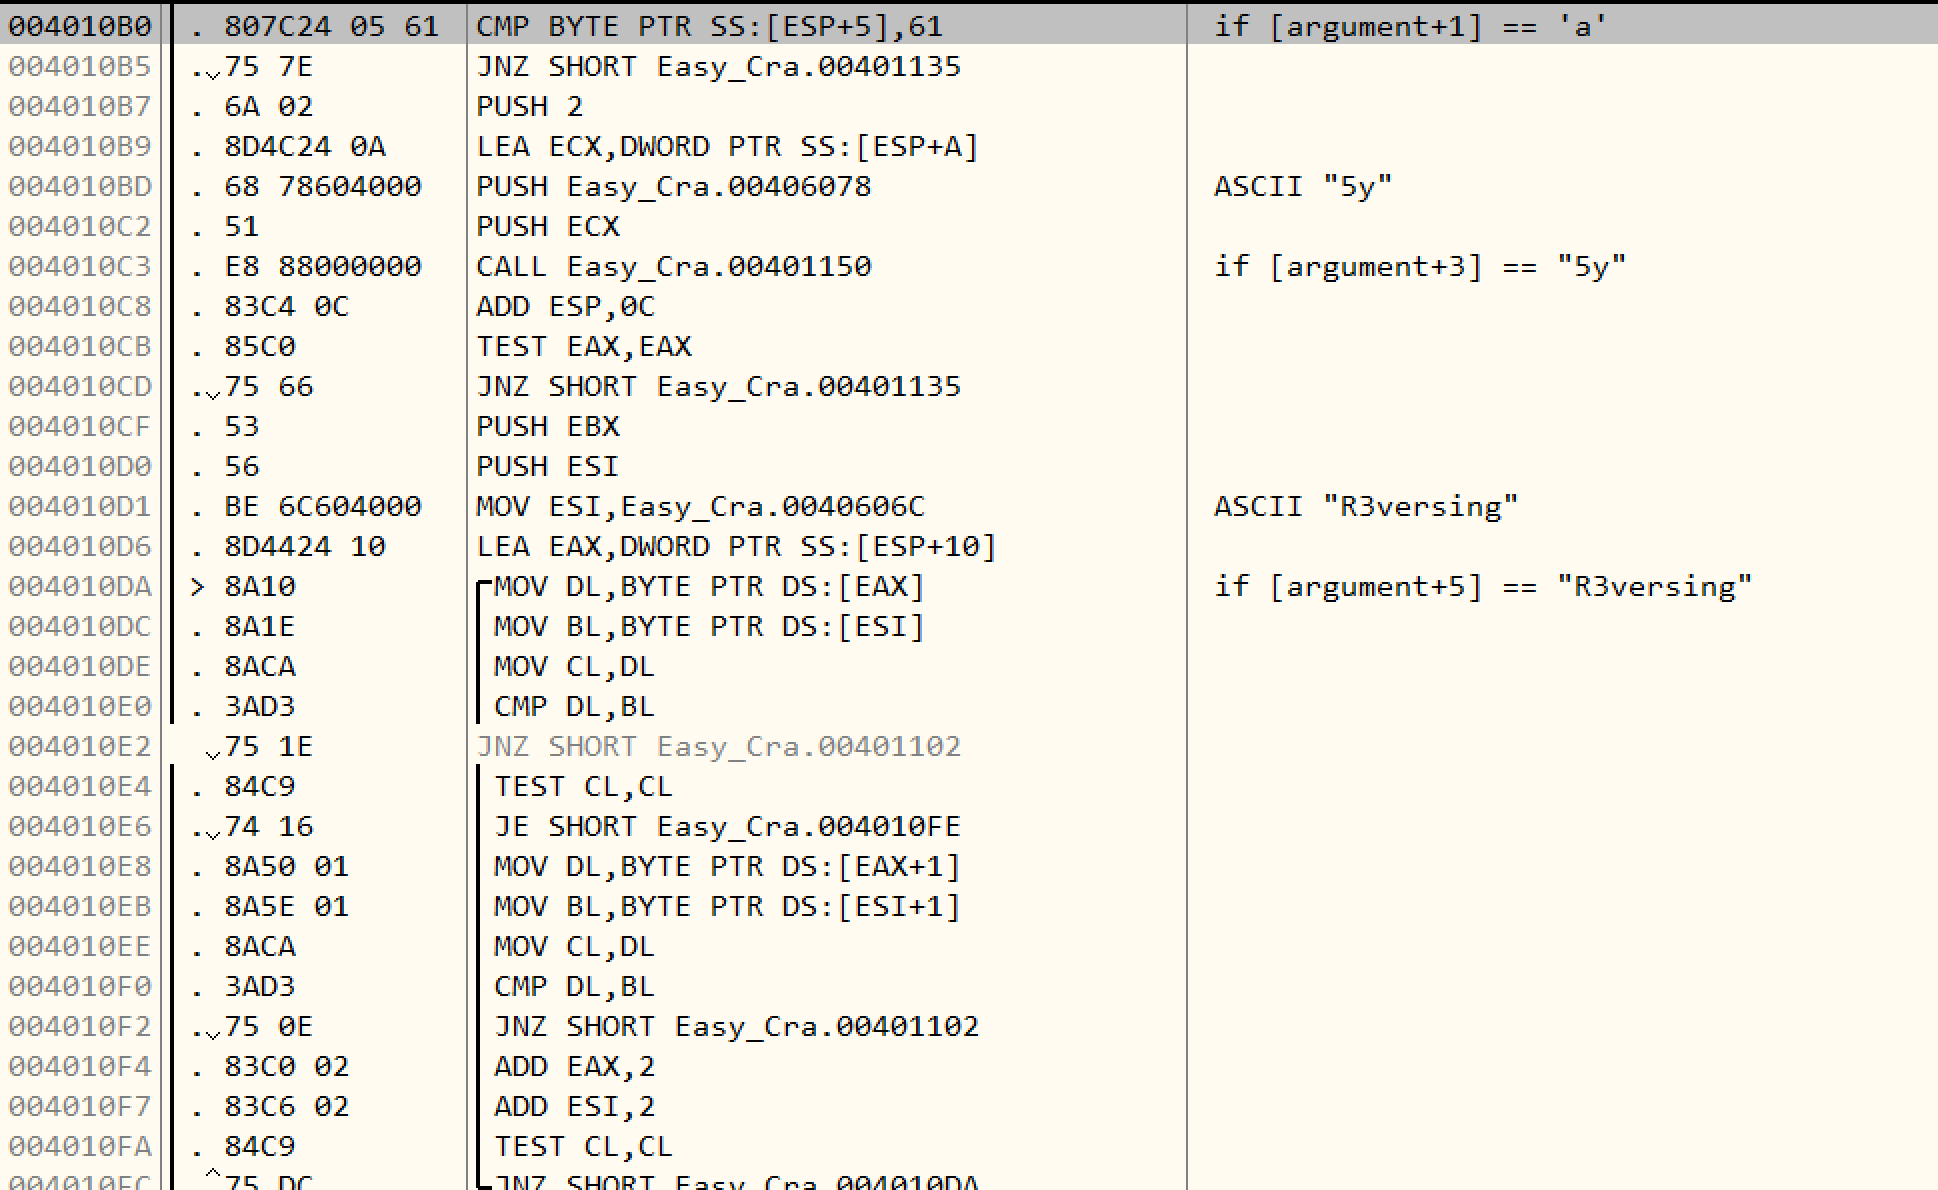 004010B0 . 807C24 05 61 CMP BYTE PTR SS:[ESP+5],61 if [argument+1] == 'a'
004010B5 .⌄75 7E JNZ SHORT Easy_Cra.00401135
004010B7 . 6A 02 PUSH 2
004010B9 . 8D4C24 0A LEA ECX,DWORD PTR SS:[ESP+A]
004010BD . 68 78604000 PUSH Easy_Cra.00406078 ASCII "5y"
004010C2 . 51 PUSH ECX
004010C3 . E8 88000000 CALL Easy_Cra.00401150 if [argument+3] == "5y"
004010C8 . 83C4 0C ADD ESP,0C
004010CB . 85C0 TEST EAX,EAX
004010CD .⌄75 66 JNZ SHORT Easy_Cra.00401135
004010CF . 53 PUSH EBX
004010D0 . 56 PUSH ESI
004010D1 . BE 6C604000 MOV ESI,Easy_Cra.0040606C ASCII "R3versing"
004010D6 . 8D4424 10 LEA EAX,DWORD PTR SS:[ESP+10]
004010DA > 8A10 MOV DL,BYTE PTR DS:[EAX] if [argument+5] == "R3versing"
004010DC . 8A1E MOV BL,BYTE PTR DS:[ESI]
004010DE . 8ACA MOV CL,DL
004010E0 . 3AD3 CMP DL,BL
004010E2 ⌄75 1E JNZ SHORT Easy_Cra.00401102
004010E4 . 84C9 TEST CL,CL
004010E6 .⌄74 16 JE SHORT Easy_Cra.004010FE
004010E8 . 8A50 01 MOV DL,BYTE PTR DS:[EAX+1]
004010EB . 8A5E 01 MOV BL,BYTE PTR DS:[ESI+1]
004010EE . 8ACA MOV CL,DL
004010F0 . 3AD3 CMP DL,BL
004010F2 .⌄75 0E JNZ SHORT Easy_Cra.00401102
004010F4 . 83C0 02 ADD EAX,2
004010F7 . 83C6 02 ADD ESI,2
004010FA . 84C9 TEST CL,CL
004010FC ^75 DC JNZ SHORT Easy_Cra.004010DA